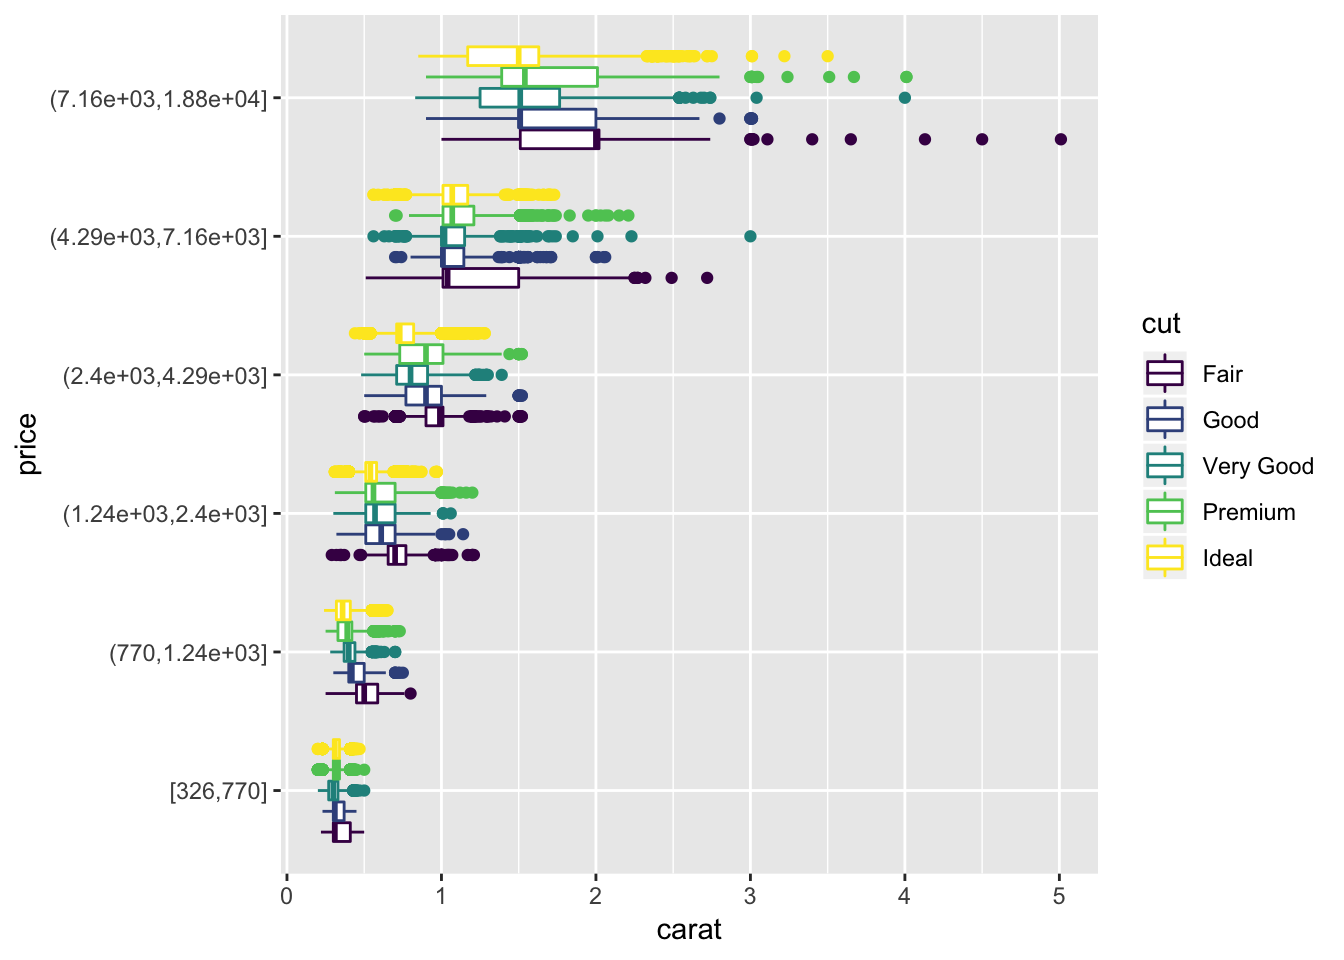 price
(7.16e+03,1.88e+04]
(4.29e+03,7.16e+03]
(2.4e+03,4.29e+03]
(1.24e+03,2.4e+03]
(770,1.24e+03]
[326,770]
0 1 2 3 4 5
carat
cut
Fair
Good
Very Good
Premium
Ideal